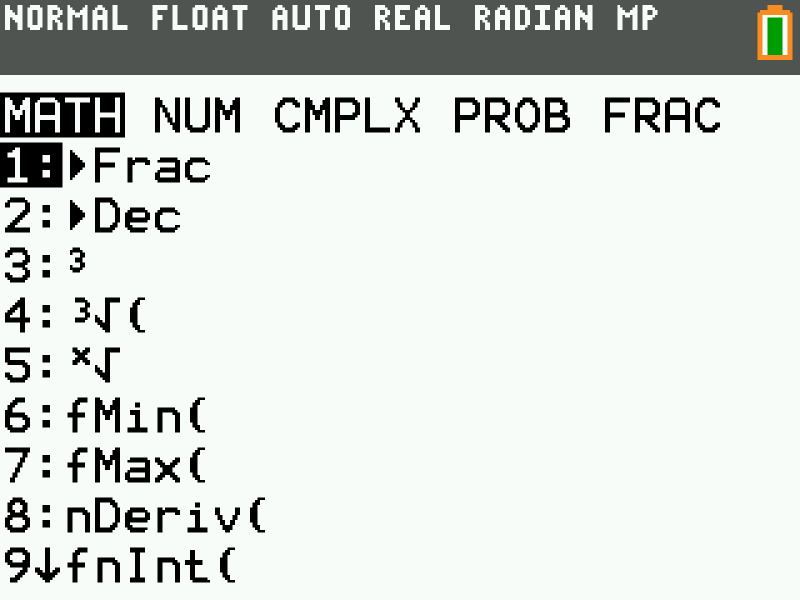 NORMAL FLOAT AUTO REAL RADIAN MP
MATH NUM CMPLX PROB FRAC
1:▶Frac
2:▶Dec
3:³
4:³√(
5:ˣ√
6:fMin(
7:fMax(
8:nDeriv(
9↓fnInt(